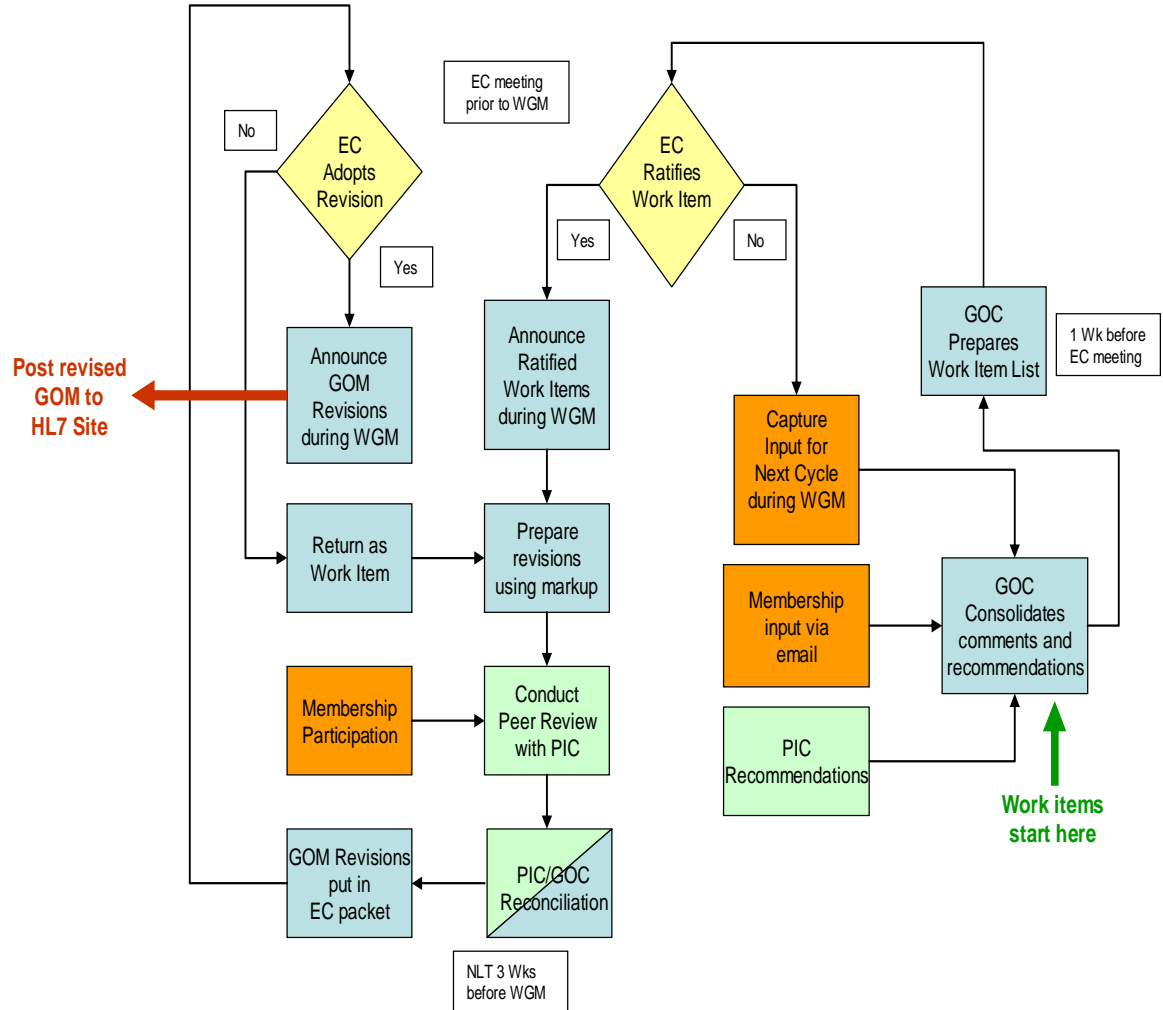 EC meeting
prior to WGM
No
EC
Adopts
Revision
EC
Ratifies
Work Item
Yes
No
Yes
GOC
Prepares
Work Item List
1 Wk before
EC meeting
Post revised
GOM to
HL7 Site
Announce
GOM
Revisions
during WGM
Announce
Ratified
Work Items
during WGM
Capture
Input for
Next Cycle
during WGM
Return as
Work Item
Prepare
revisions
using markup
Membership
input via
email
GOC
Consolidates
comments and
recommendations
Membership
Participation
Conduct
Peer Review
with PIC
PIC
Recommendations
Work items
start here
GOM Revisions
put in
EC packet
PIC/GOC
Reconciliation
NLT 3 Wks
before WGM